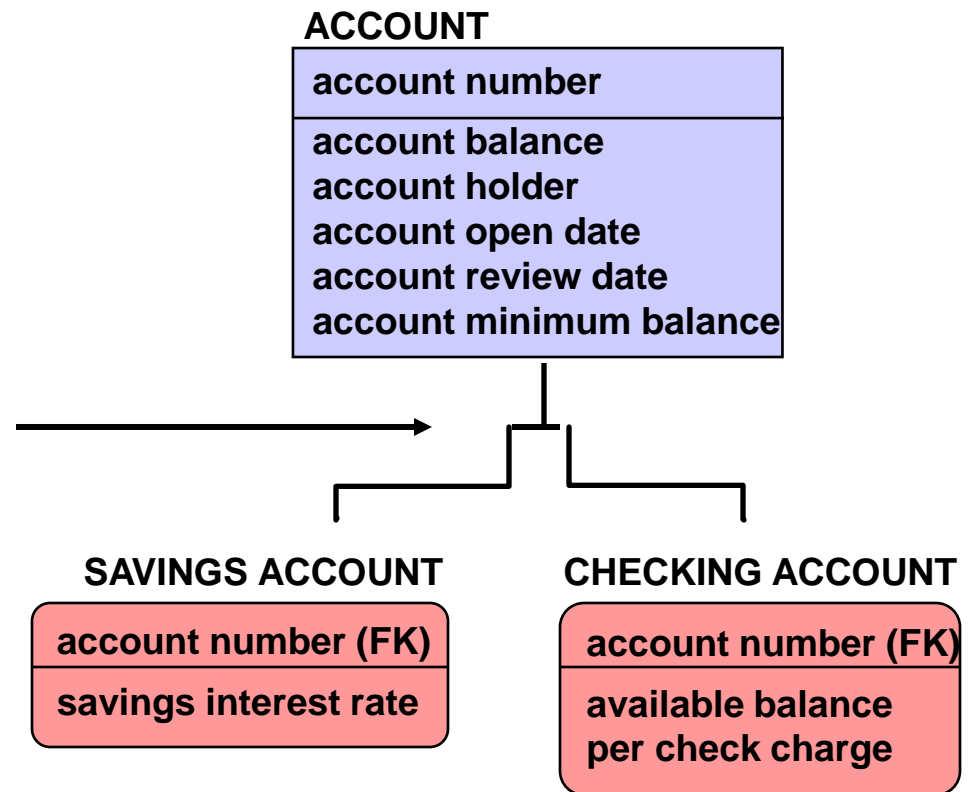 ACCOUNT
account number
account balance
account holder
account open date
account review date
account minimum balance
SAVINGS ACCOUNT
account number (FK)
savings interest rate
CHECKING ACCOUNT
account number (FK)
available balance
per check charge